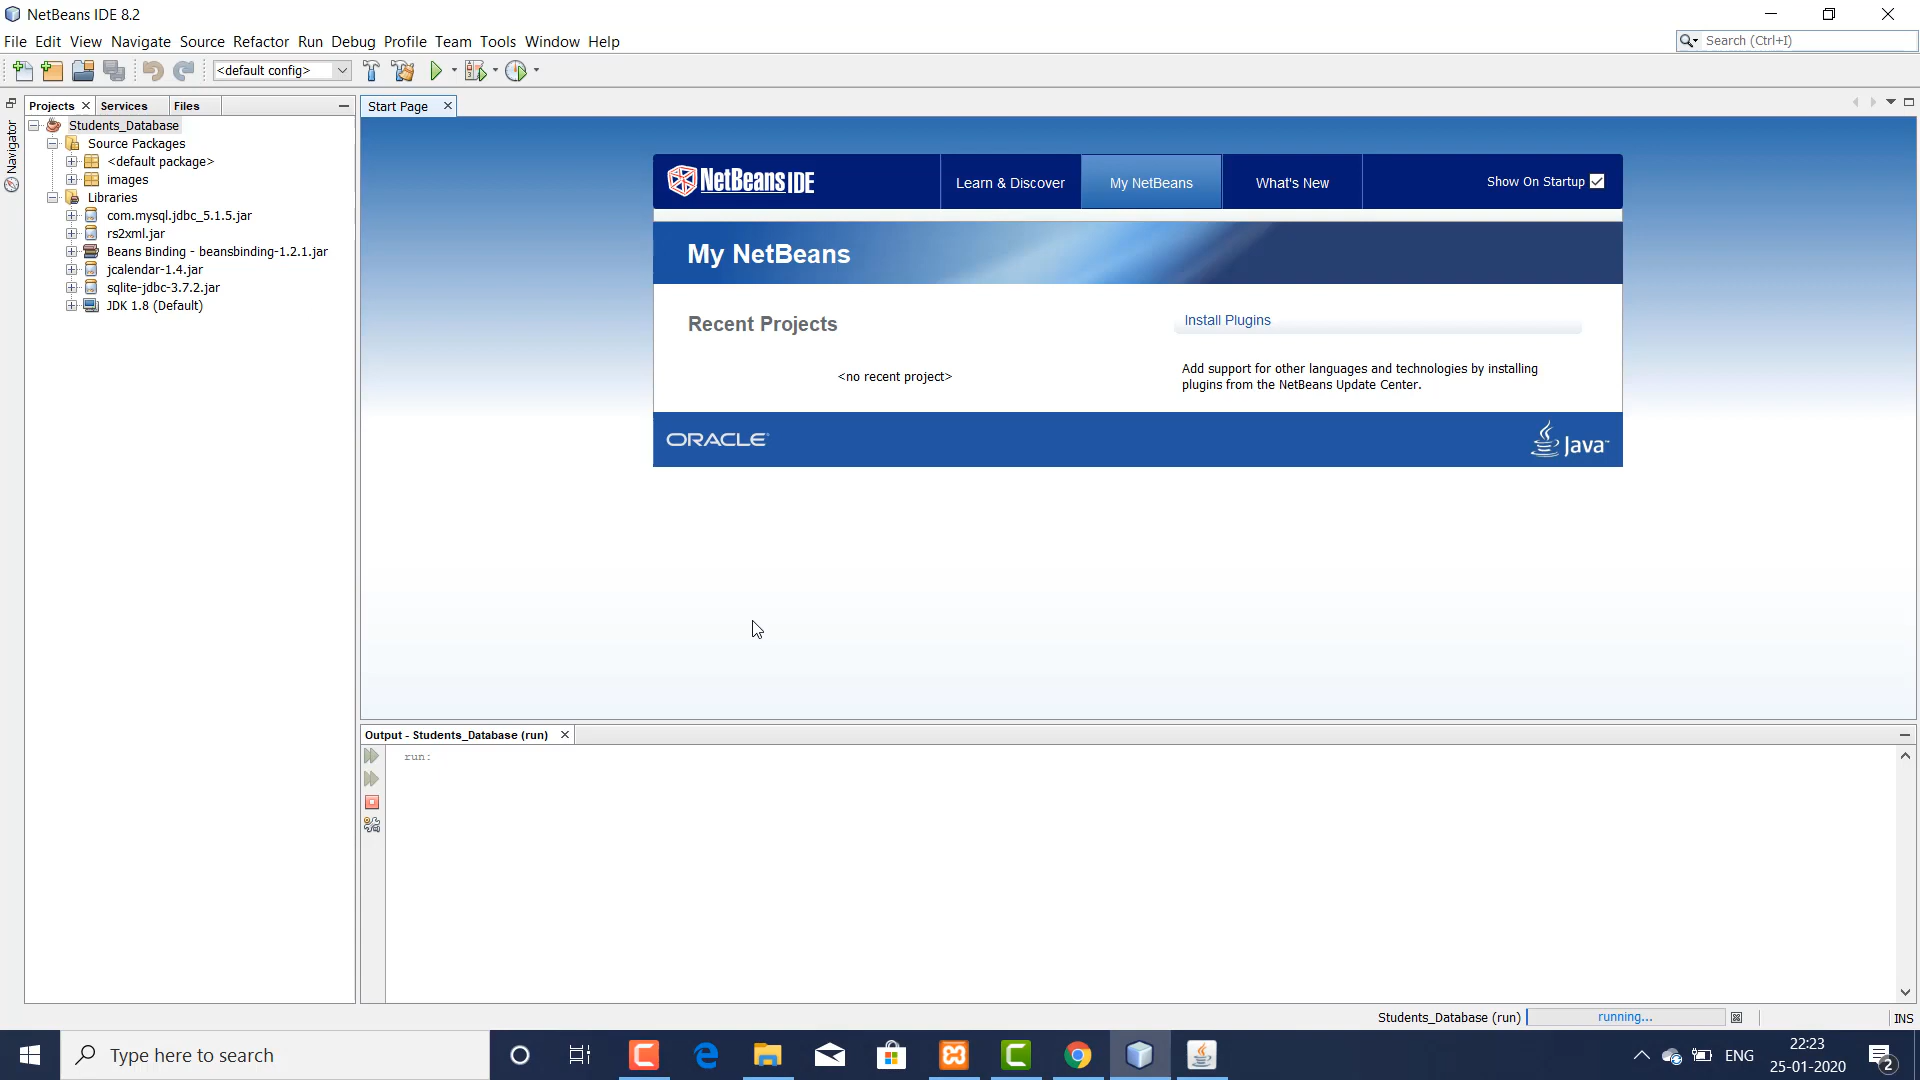 NetBeans IDE 8.2
File Edit View Navigate Source Refactor Run Debug Profile Team Tools Window Help
Search (Ctrl+I)
<default config>
Projects
Services
Files
Start Page
Navigator
Students_Database
Source Packages
<default package>
images
Libraries
com.mysql.jdbc_5.1.5.jar
rs2xml.jar
Beans Binding - beansbinding-1.2.1.jar
jcalendar-1.4.jar
sqlite-jdbc-3.7.2.jar
JDK 1.8 (Default)
NetBeans IDE
Learn & Discover
My NetBeans
What's New
Show On Startup
My NetBeans
Recent Projects
<no recent project>
Install Plugins
Add support for other languages and technologies by installing
plugins from the NetBeans Update Center.
ORACLE
Java
Output - Students_Database (run)
run:
Students_Database (run)
running...
INS
Type here to search
ENG
22:23
25-01-2020
2